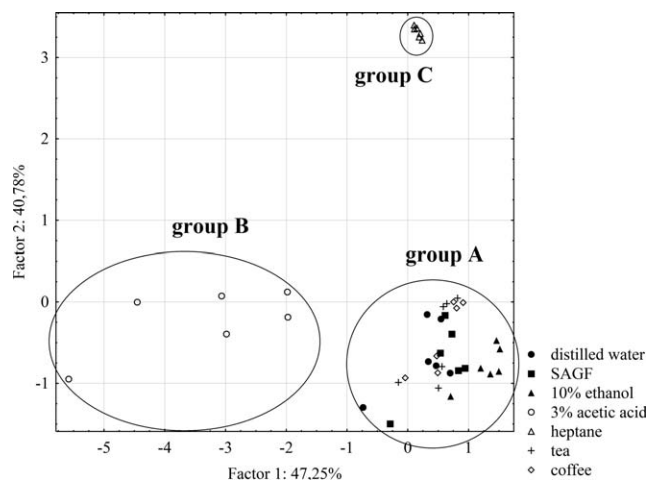 3
group C
2
1
group B
group A
0
-1
Factor 2: 40,78%
-5 -4 -3 -2 -1 0 1
Factor 1: 47,25%
distilled water
SAGF
10% ethanol
3% acetic acid
heptane
tea
coffee